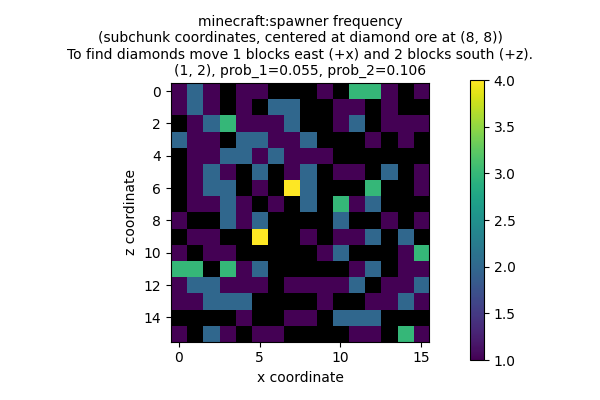 minecraft:spawner frequency
(subchunk coordinates, centered at diamond ore at (8, 8))
To find diamonds move 1 blocks east (+x) and 2 blocks south (+z).
(1, 2), prob_1=0.055, prob_2=0.106
0
2
4
6
8
10
12
14
z coordinate
0 5 10 15
x coordinate
4.0
3.5
3.0
2.5
2.0
1.5
1.0